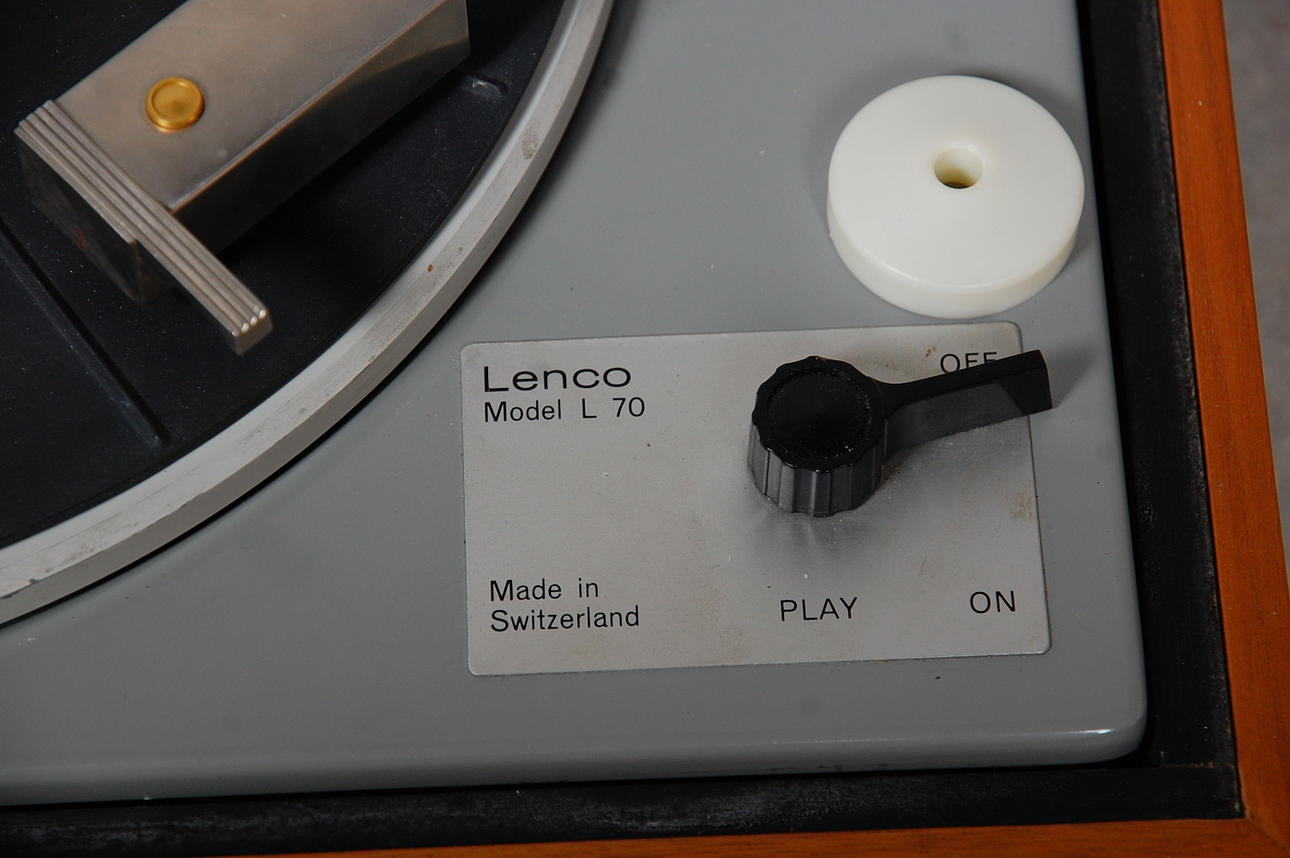 Lenco
Model L 70
OFF
Made in
Switzerland
PLAY
ON